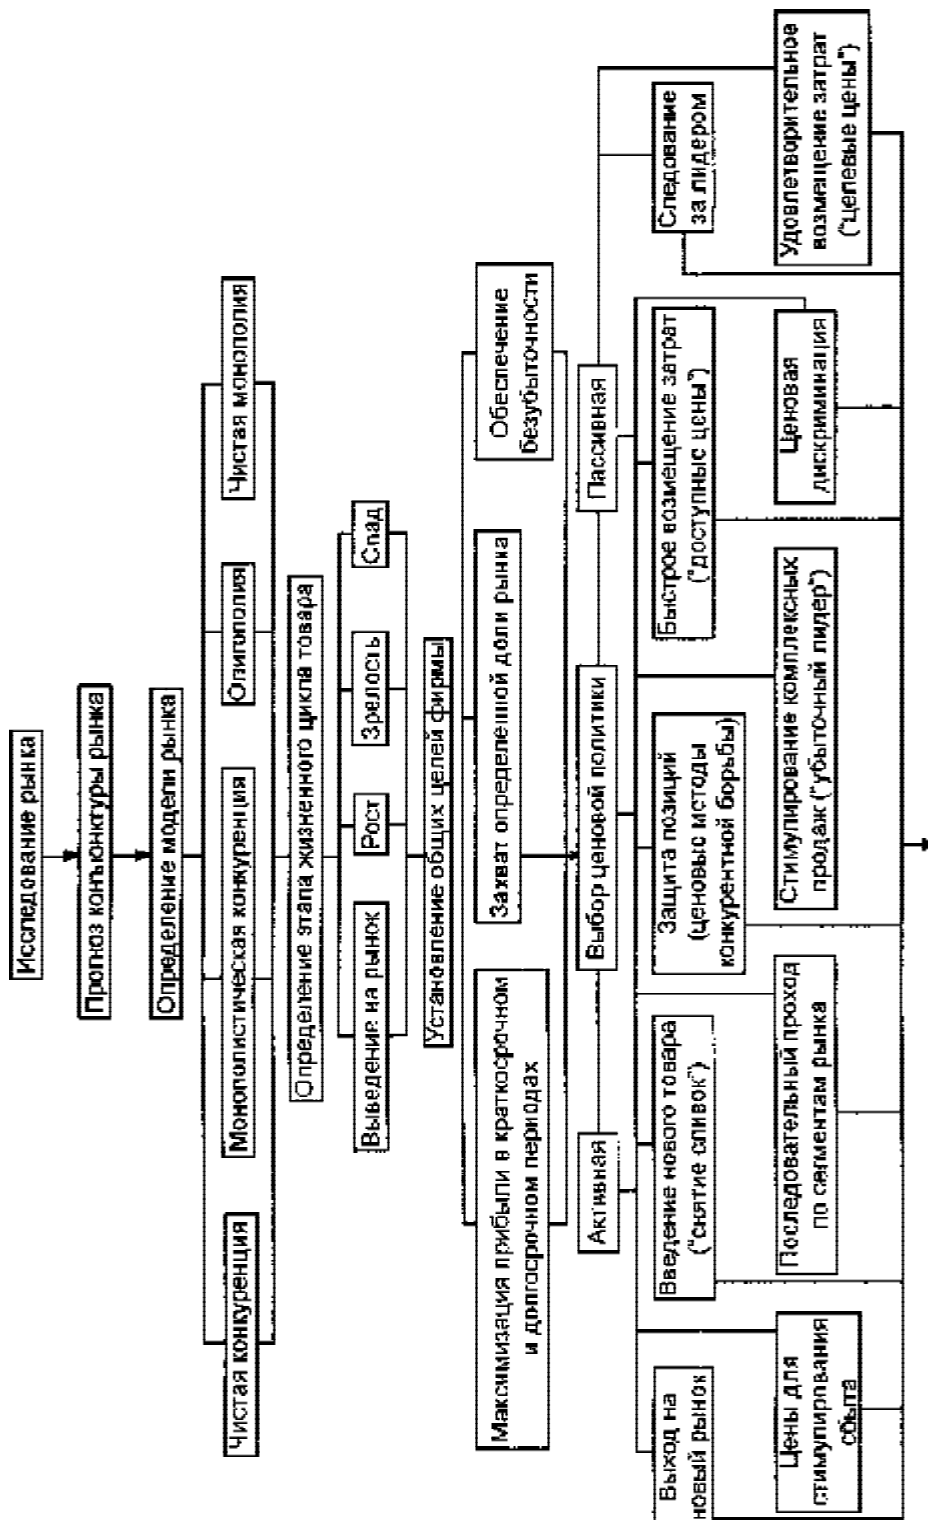 Исследование рынка
Прогноз конъюнктуры рынка
Определение модели рынка
Чистая конкуренция
Монополистическая конкуренция
Олигополия
Чистая монополия
Определение этапа жизненного цикла товара
Выведение на рынок
Рост
Зрелость
Спад
Установление общих целей фирмы
Максимизация прибыли в краткосрочном
и долгосрочном периодах
Захват определенной доли рынка
Обеспечение
безубыточности
Активная
Выбор ценовой политики
Пассивная
Выход на
новый рынок
Введение нового товара
("снятие сливок")
Защита позиций
(ценовые методы
конкурентной борьбы)
Быстрое возмещение затрат
("доступные цены")
Следование
за лидером
Цены для
стимулирования
сбыта
Последовательный проход
по сегментам рынка
Стимулирование комплексных
продаж ("убыточный лидер")
Ценовая
дискриминация
Удовлетворительное
возмещение затрат
("целевые цены")